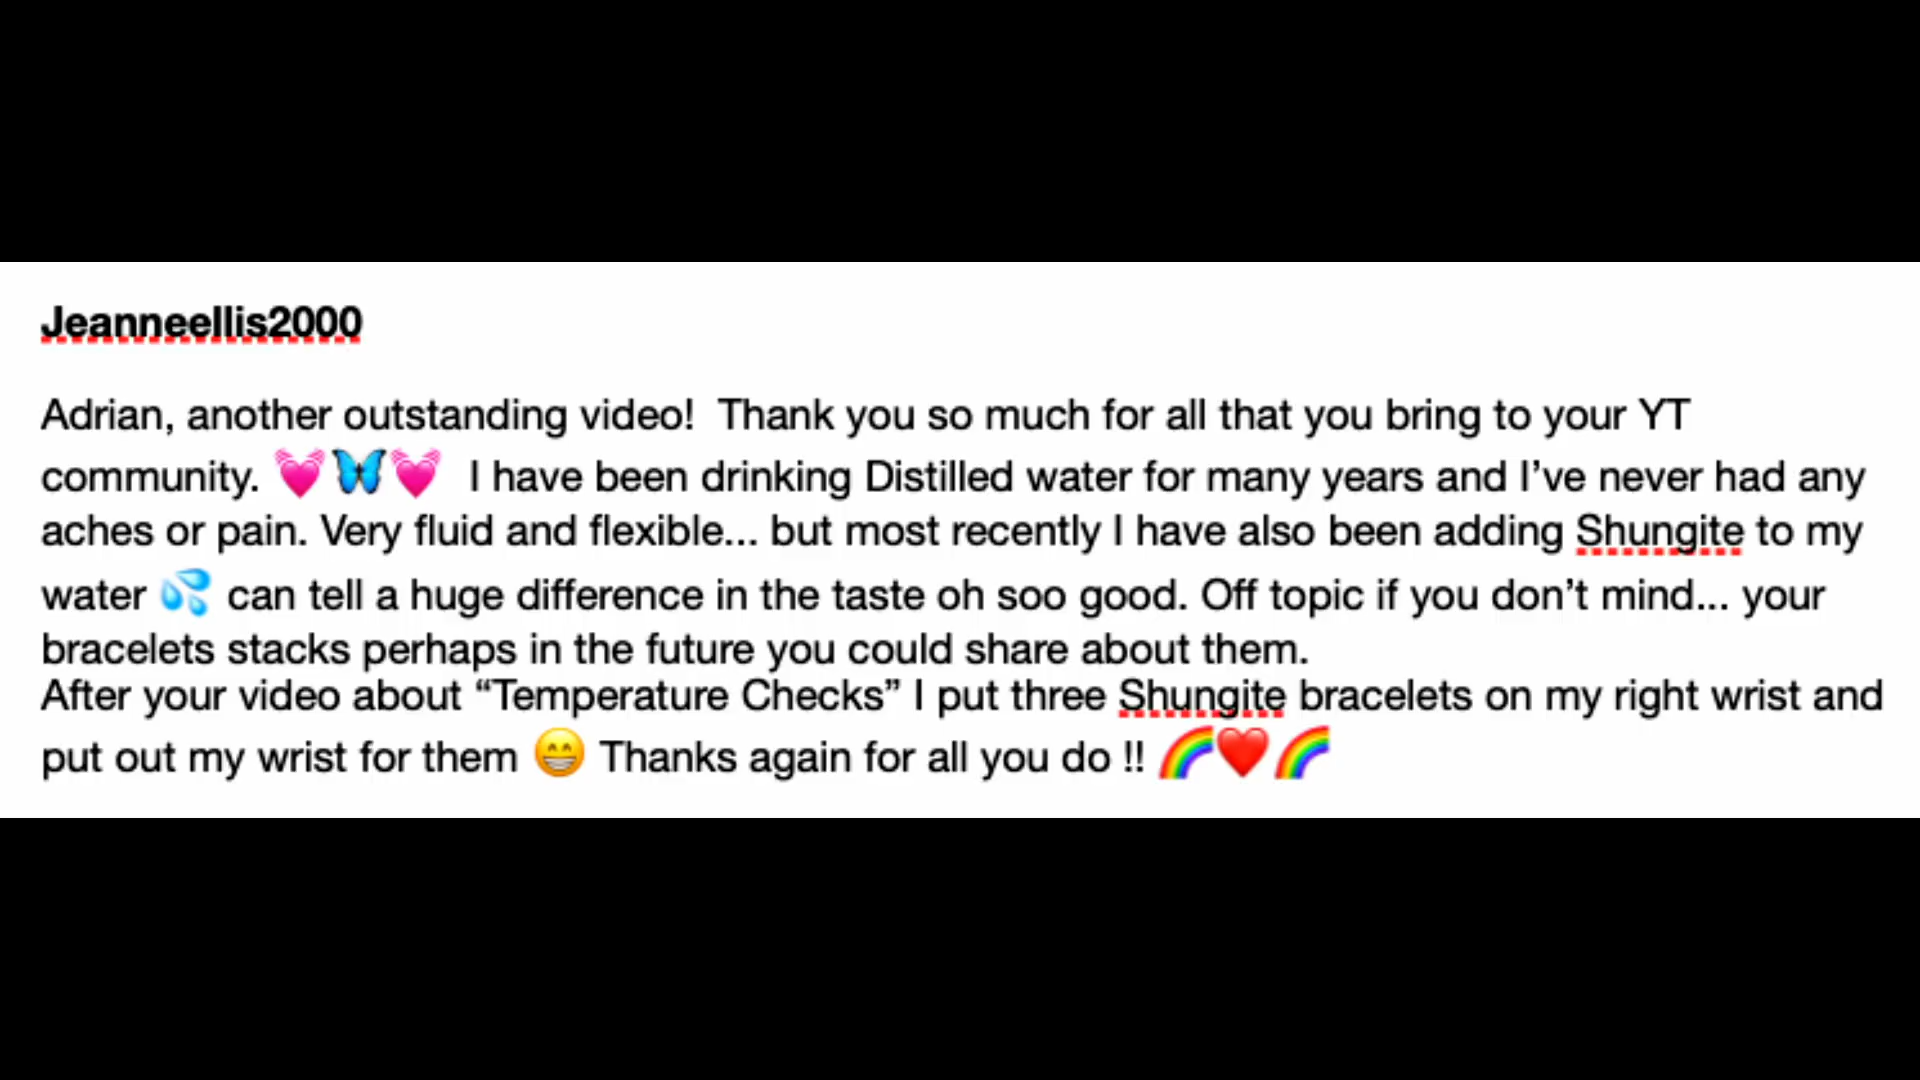 Jeanneellis2000
Adrian, another outstanding video!  Thank you so much for all that you bring to your YT
community. 💓🦋💓  I have been drinking Distilled water for many years and I’ve never had any
aches or pain. Very fluid and flexible... but most recently I have also been adding Shungite to my
water 💦 can tell a huge difference in the taste oh soo good. Off topic if you don’t mind... your
bracelets stacks perhaps in the future you could share about them.
After your video about “Temperature Checks” I put three Shungite bracelets on my right wrist and
put out my wrist for them 😁 Thanks again for all you do !! 🌈❤️🌈